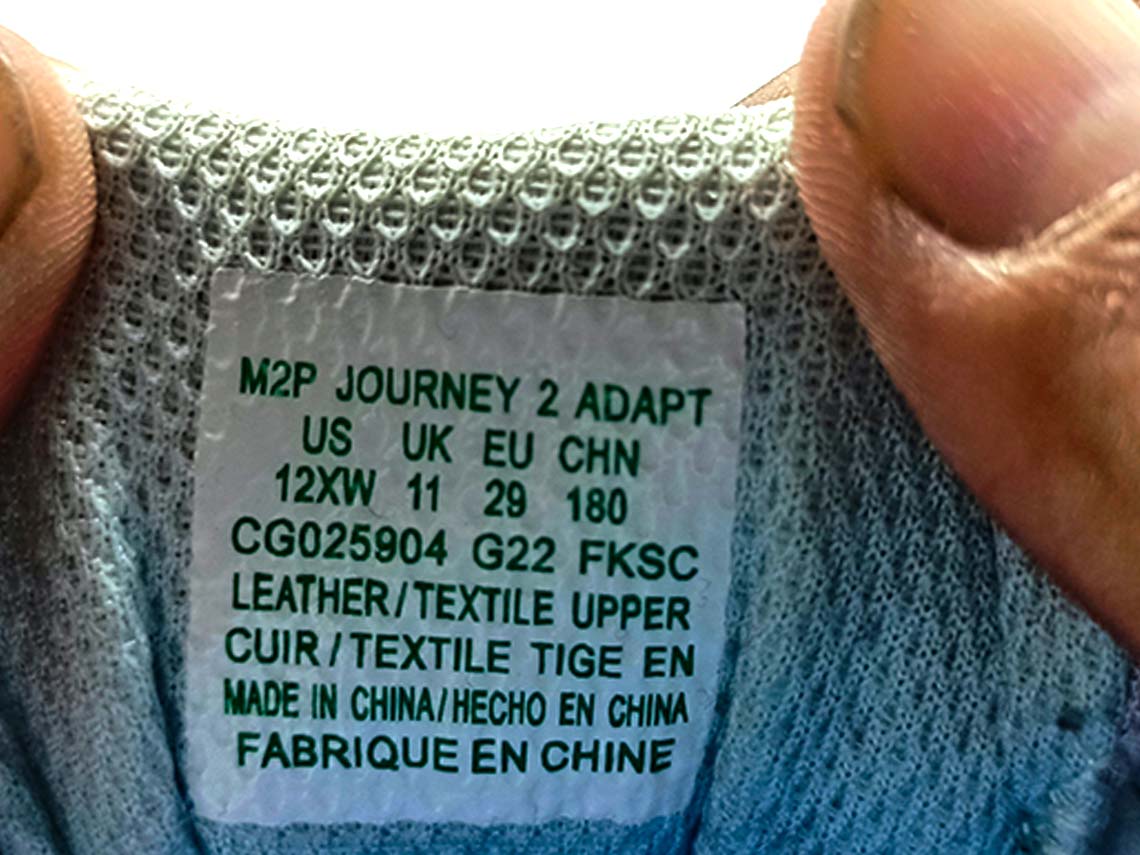 M2P JOURNEY 2 ADAPT
US UK EU CHN
12XW 11 29 180
CG025904 G22 FKSC
LEATHER/TEXTILE UPPER
CUIR/TEXTILE TIGE EN
MADE IN CHINA/HECHO EN CHINA
FABRIQUE EN CHINE